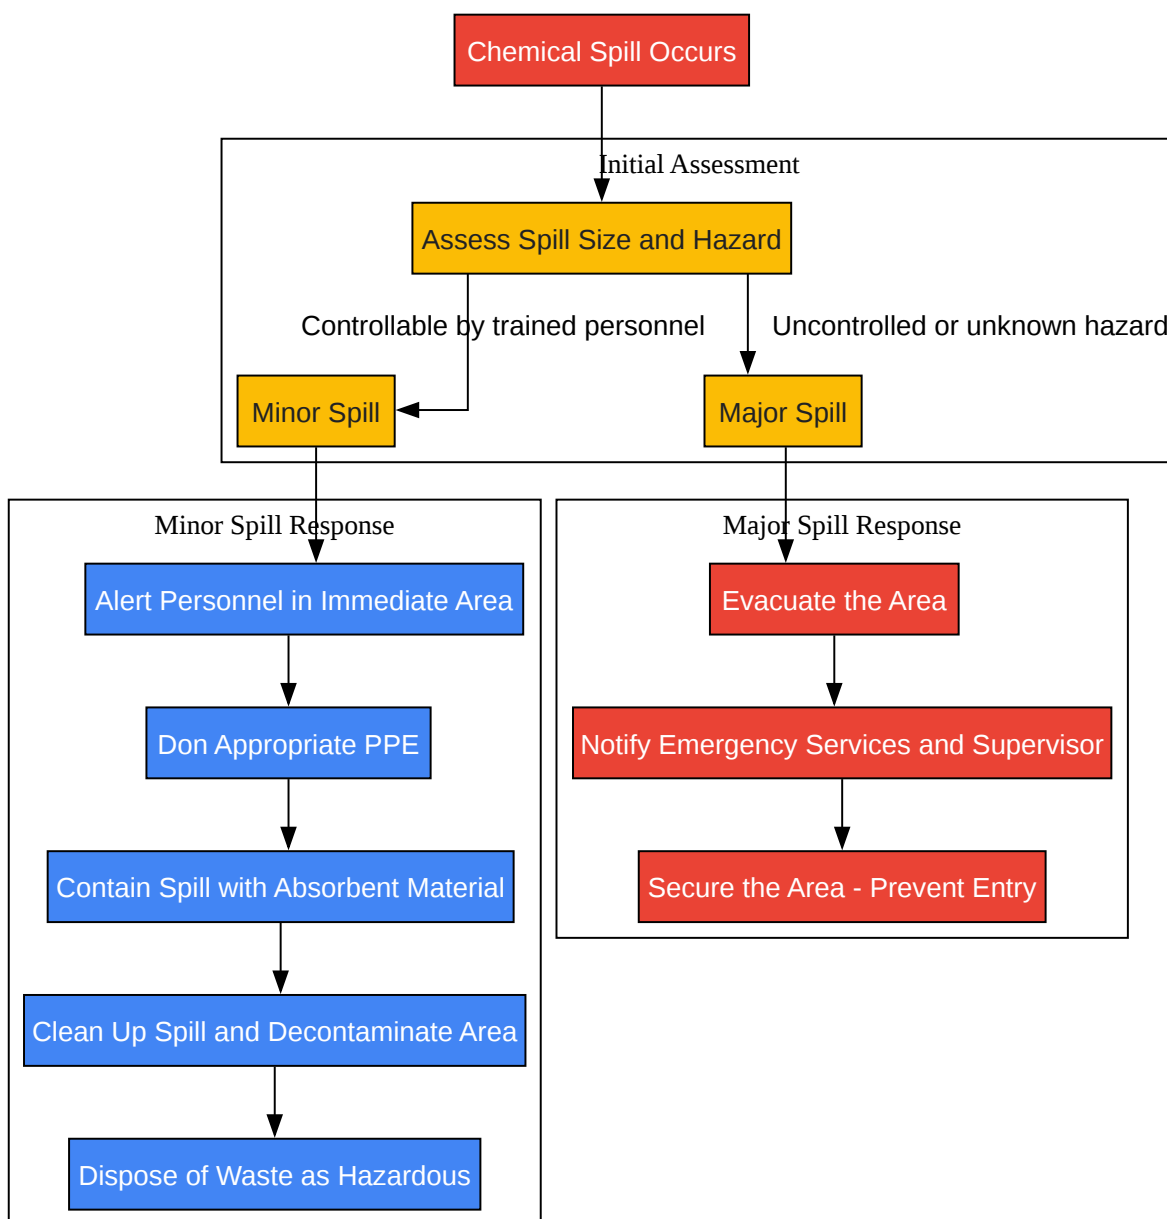 Chemical Spill Occurs
Initial Assessment
Assess Spill Size and Hazard
Controllable by trained personnel
Uncontrolled or unknown hazard
Minor Spill
Major Spill
Minor Spill Response
Alert Personnel in Immediate Area
Don Appropriate PPE
Contain Spill with Absorbent Material
Clean Up Spill and Decontaminate Area
Dispose of Waste as Hazardous
Major Spill Response
Evacuate the Area
Notify Emergency Services and Supervisor
Secure the Area - Prevent Entry